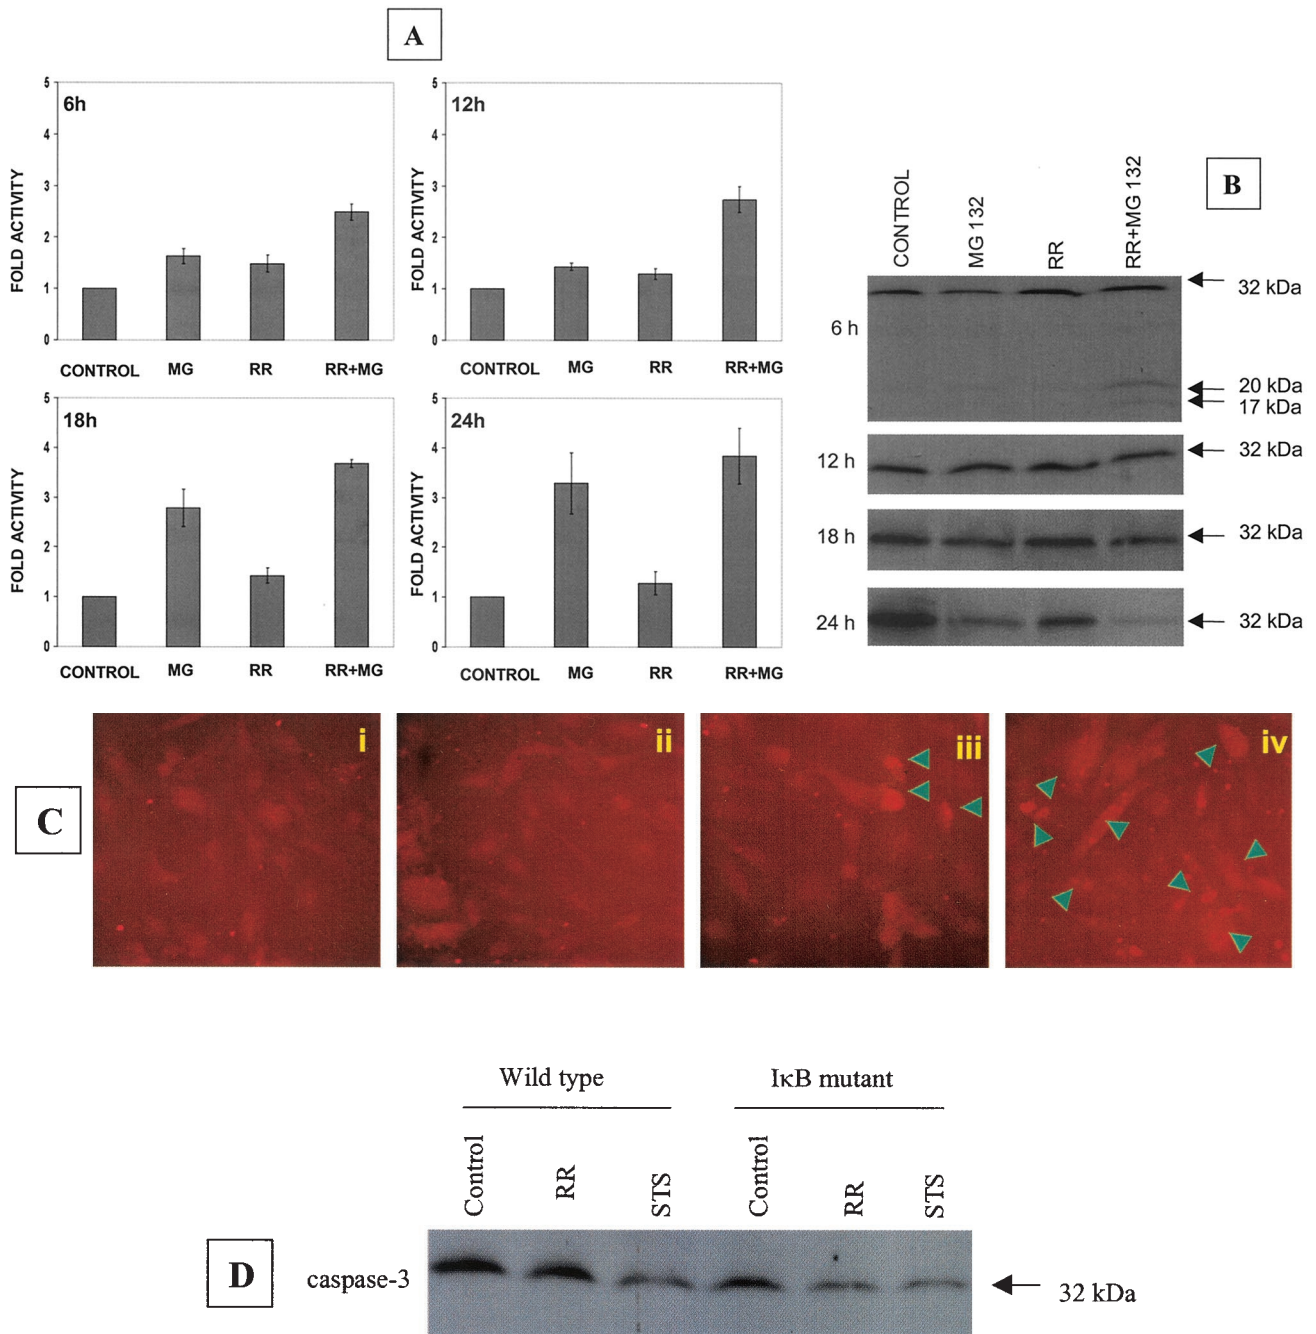 A
5
4
3
2
1
0
6h
FOLD ACTIVITY
CONTROL MG RR RR+MG
5
4
3
2
1
0
12h
FOLD ACTIVITY
CONTROL MG RR RR+MG
5
4
3
2
1
0
18h
FOLD ACTIVITY
CONTROL MG RR RR+MG
5
4
3
2
1
0
24h
FOLD ACTIVITY
CONTROL MG RR RR+MG
B
CONTROL
MG 132
RR
RR+MG 132
6 h
32 kDa
20 kDa
17 kDa
12 h
32 kDa
18 h
32 kDa
24 h
32 kDa
C
i
ii
iii
iv
Wild type
IκB mutant
Control
RR
STS
Control
RR
STS
D
caspase-3
32 kDa